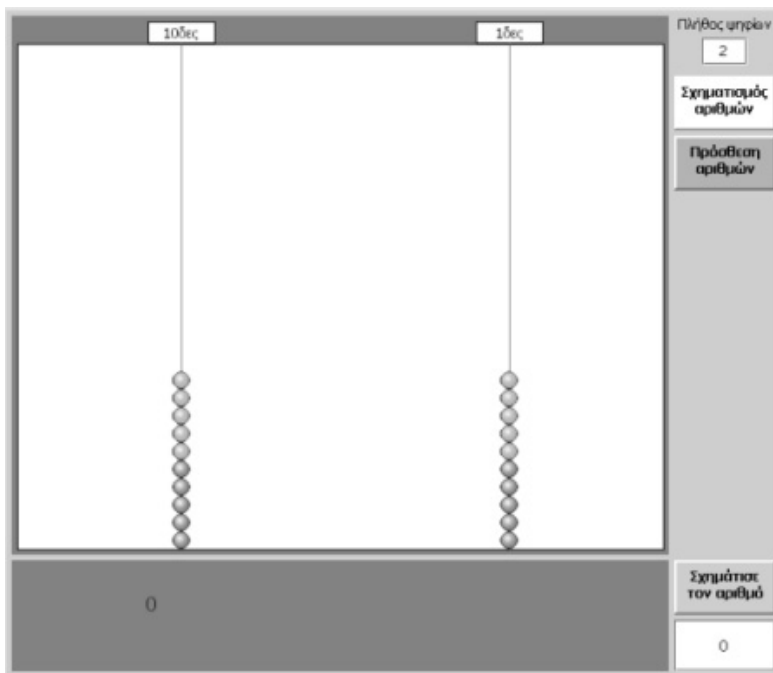 10δες
1δες
Πλήθος ψηφίων
2
Σχηματισμός
αριθμών
Πρόσθεση
αριθμών
0
Σχημάτισε
τον αριθμό
0